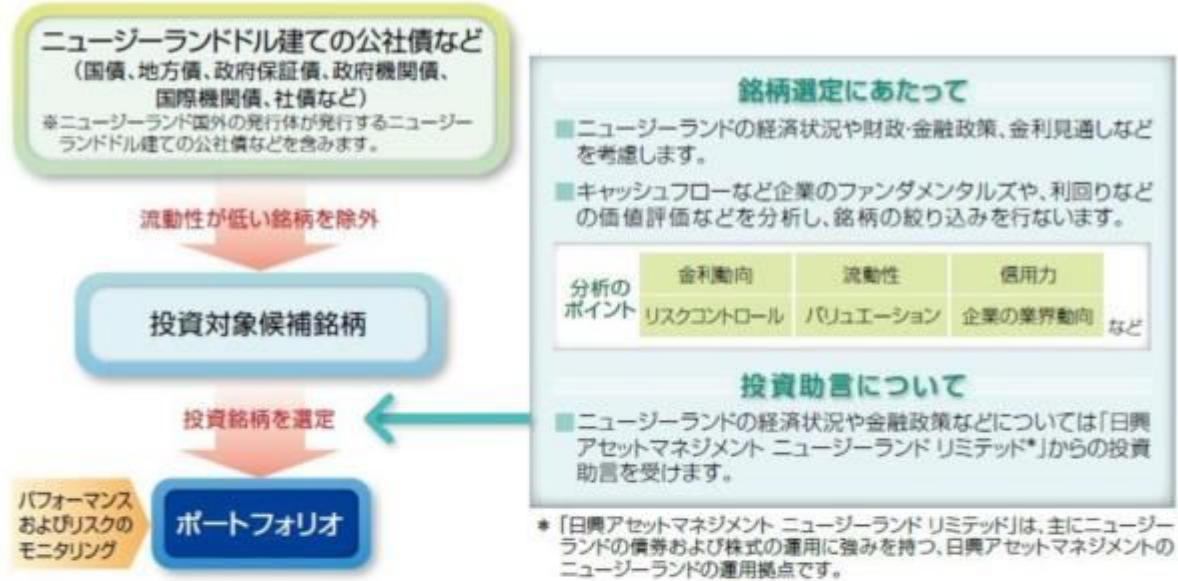 ニュージーランドドル建ての公社債など
(国債、地方債、政府保証債、政府機関債、
国際機関債、社債など)
※ニュージーランド国外の発行体が発行するニュージー
ランドドル建ての公社債などを含みます。
流動性が低い銘柄を除外
投資対象候補銘柄
投資銘柄を選定
パフォーマンス
およびリスクの
モニタリング
ポートフォリオ
銘柄選定にあたって
■ニュージーランドの経済状況や財政・金融政策、金利見通しなど
を考慮します。
■キャッシュフローなど企業のファンダメンタルズや、利回りなど
の価値評価などを分析し、銘柄の絞り込みを行ないます。
分析の
ポイント
金利動向 流動性 信用力
リスクコントロール バリュエーション 企業の業界動向 など
投資助言について
■ニュージーランドの経済状況や金融政策などについては「日興
アセットマネジメント ニュージーランド リミテッド*」からの投資
助言を受けます。
* 「日興アセットマネジメント ニュージーランド リミテッド」は、主にニュージー
ランドの債券および株式の運用に強みを持つ、日興アセットマネジメントの
ニュージーランドの運用拠点です。